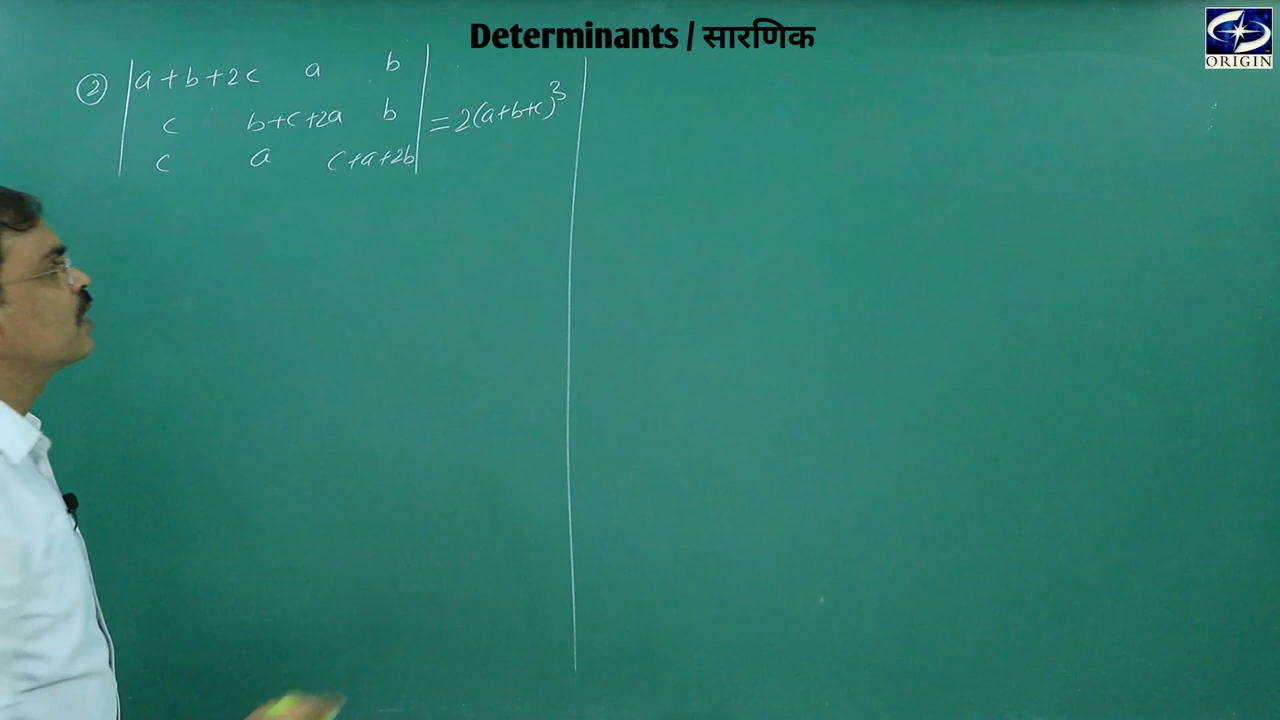 Determinants / सारणिक
ORIGIN
② | a+b+2c a b |
| c b+c+2a b | = 2(a+b+c)³
| c a c+a+2b |